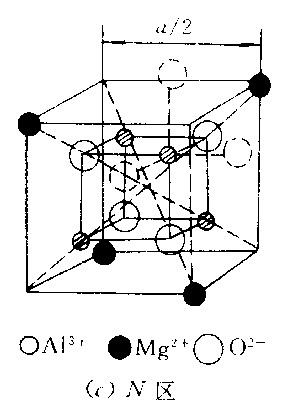 a/2
Al³⁺ Mg²⁺ O²⁻
(c) N 区